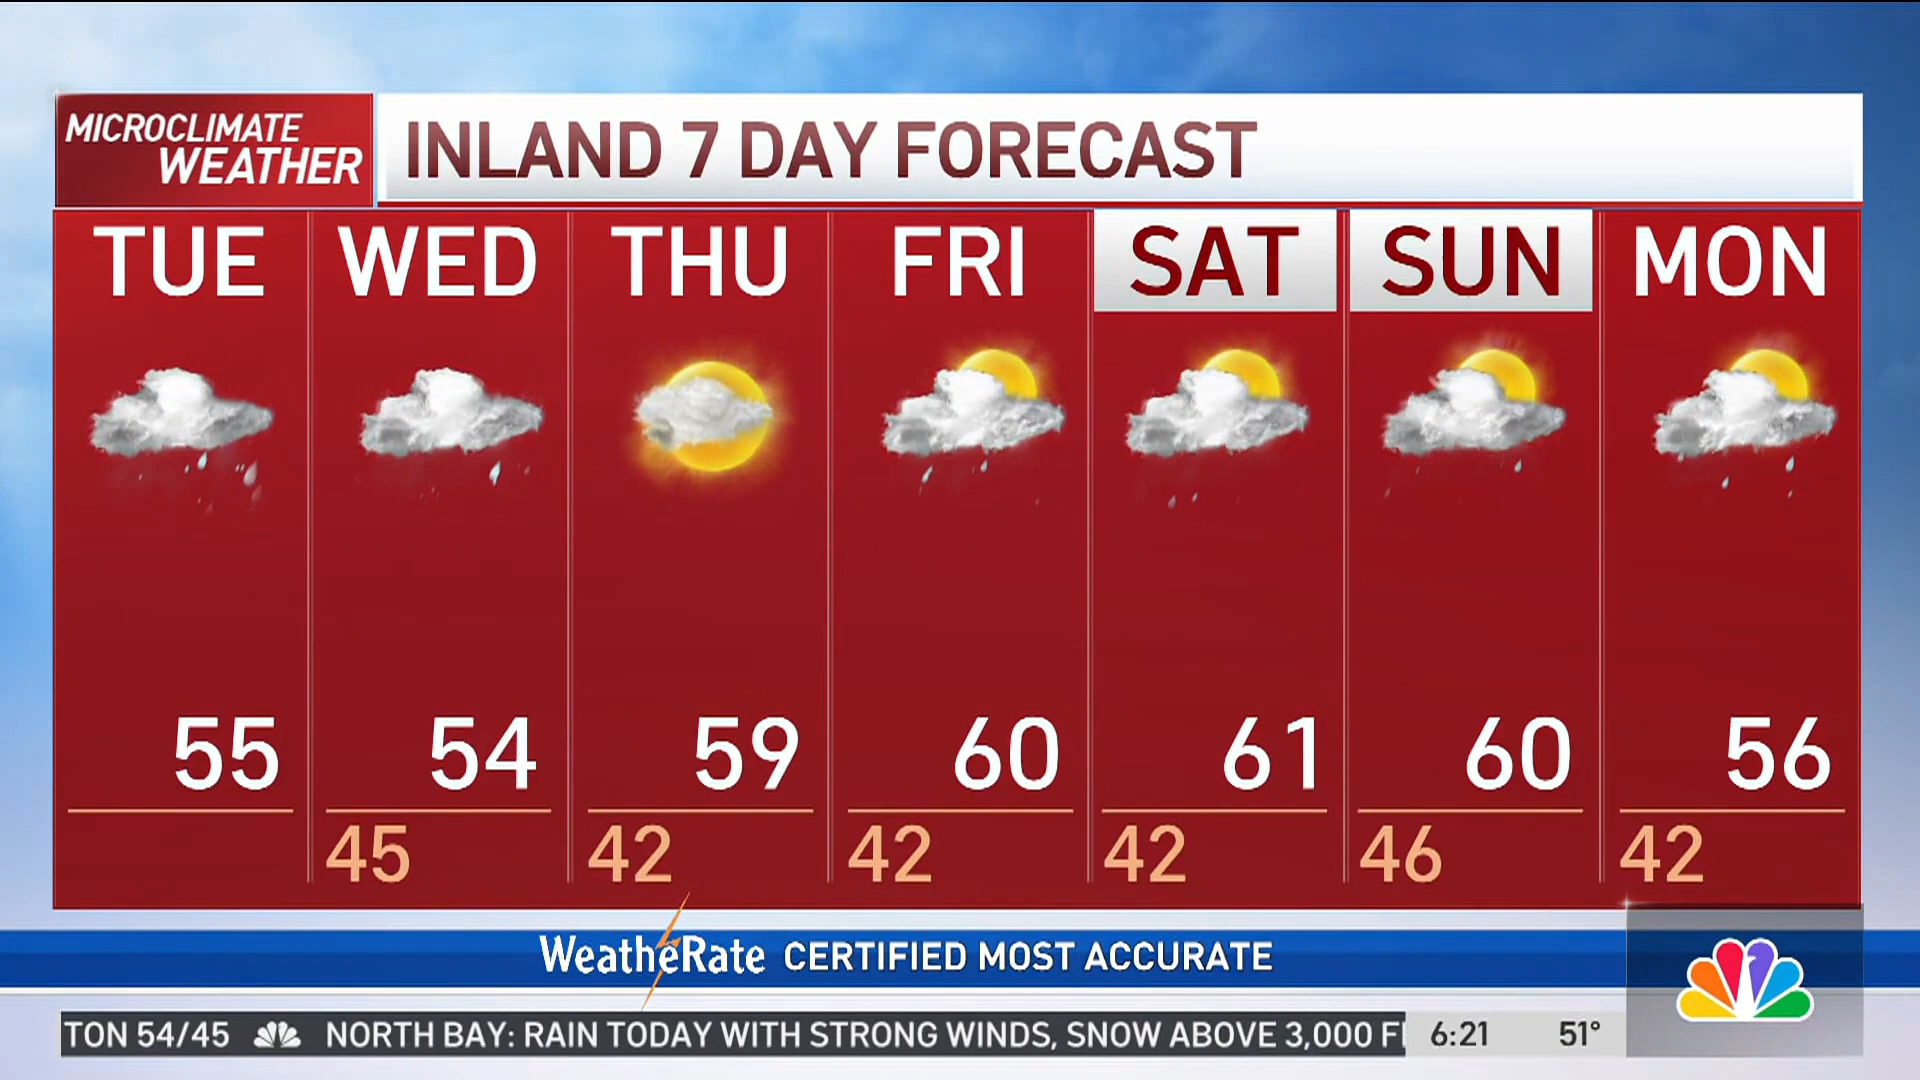 MICROCLIMATE
WEATHER
INLAND 7 DAY FORECAST
TUE WED THU FRI SAT SUN MON
55 54 59 60 61 60 56
45 42 42 42 46 42
WeatheRate CERTIFIED MOST ACCURATE
TON 54/45 NORTH BAY: RAIN TODAY WITH STRONG WINDS, SNOW ABOVE 3,000 6:21 51°